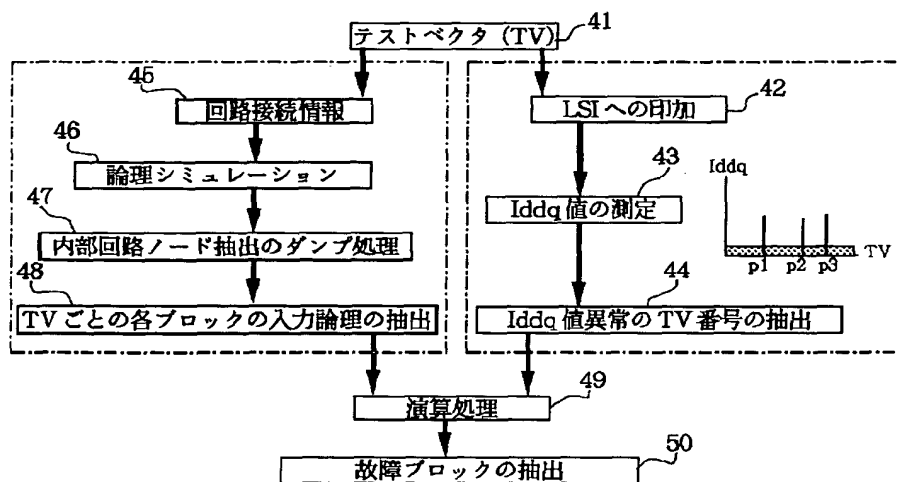 テストベクタ (TV)
41
45
回路接続情報
LSIへの印加
42
46
論理シミュレーション
43
Iddq値の測定
Iddq
TV
p1 p2 p3
47
内部回路ノード抽出のダンプ処理
48
TVごとの各ブロックの入力論理の抽出
44
Iddq値異常のTV番号の抽出
49
演算処理
50
故障ブロックの抽出